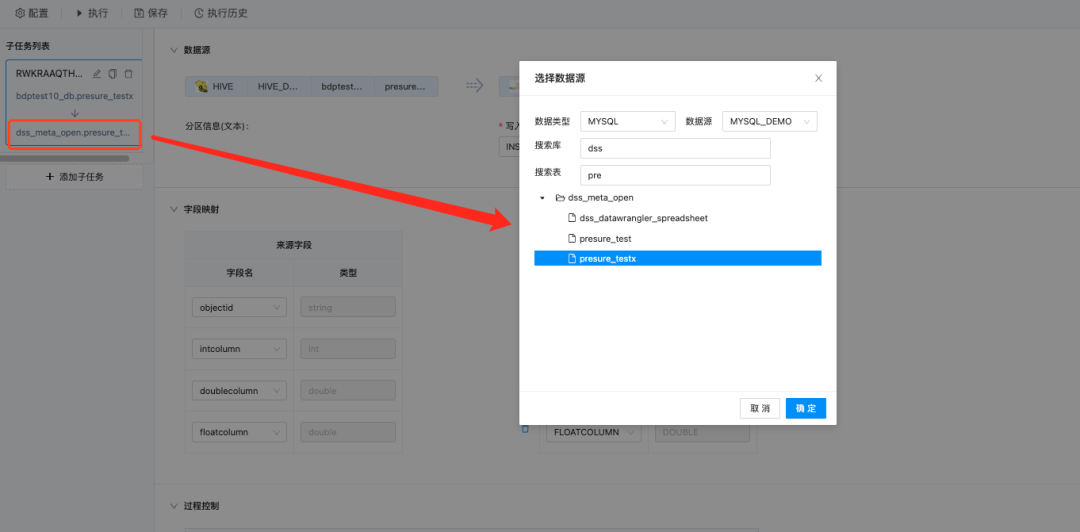 配置 执行 保存 执行历史
子任务列表
RWKRAAQTH...
bdptest10_db.presure_testx
dss_meta_open.presure_t...
添加子任务
数据源
HIVE HIVE_D... bdptest... presure...
分区信息(文本):
* 写入
INS
字段映射
来源字段
字段名 类型
objectid string
intcolumn int
doublecolumn double
floatcolumn double
FLOATCOLUMN DOUBLE
过程控制
选择数据源
数据类型 MYSQL 数据源 MYSQL_DEMO
搜索库 dss
搜索表 pre
dss_meta_open
dss_datawrangler_spreadsheet
presure_test
presure_testx
取 消 确 定